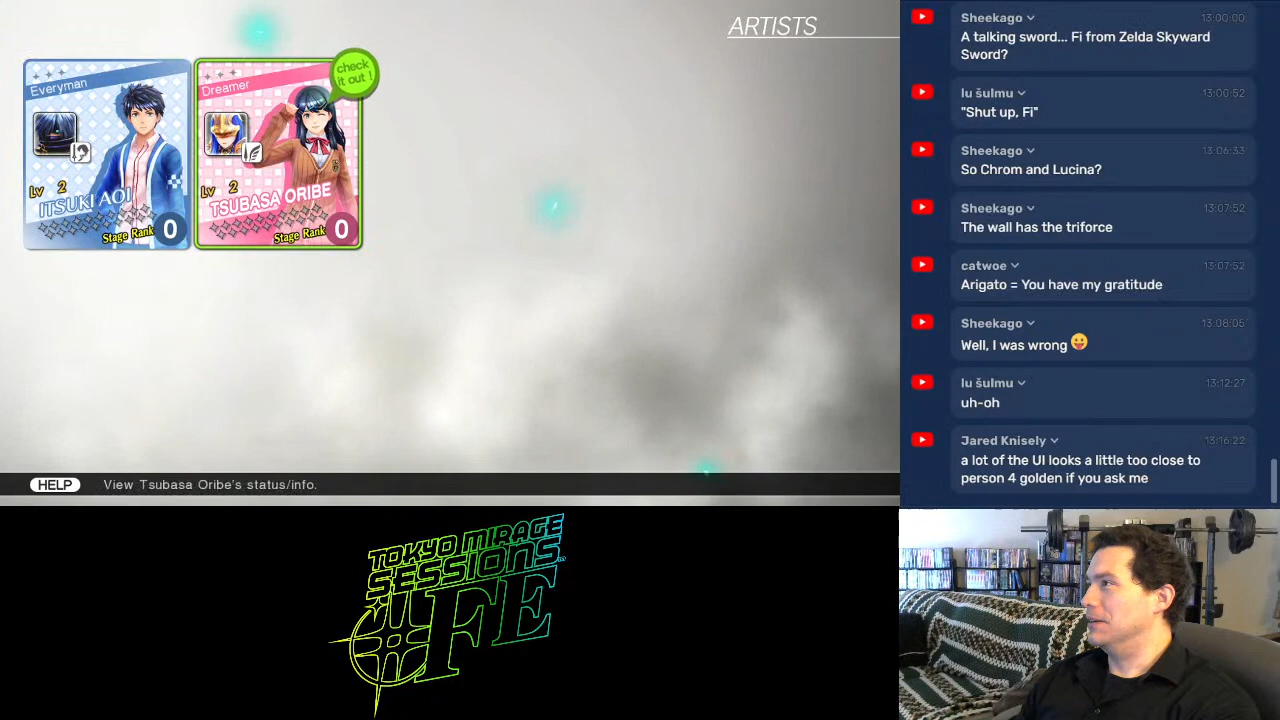 ARTISTS
Everyman
Lv 2
ITSUKI AOI
Stage Rank 0
check
it out!
Dreamer
Lv 2
TSUBASA ORIBE
Stage Rank 0
HELP View Tsubasa Oribe's status/info.
TOKYO MIRAGE
SESSIONS
#FE
Sheekago 13:00:00
A talking sword... Fi from Zelda Skyward
Sword?
lu šulmu 13:00:52
"Shut up, Fi"
Sheekago 13:06:33
So Chrom and Lucina?
Sheekago 13:07:52
The wall has the triforce
catwoe 13:07:52
Arigato = You have my gratitude
Sheekago 13:08:05
Well, I was wrong 😛
lu šulmu 13:12:27
uh-oh
Jared Knisely 13:16:22
a lot of the UI looks a little too close to
person 4 golden if you ask me